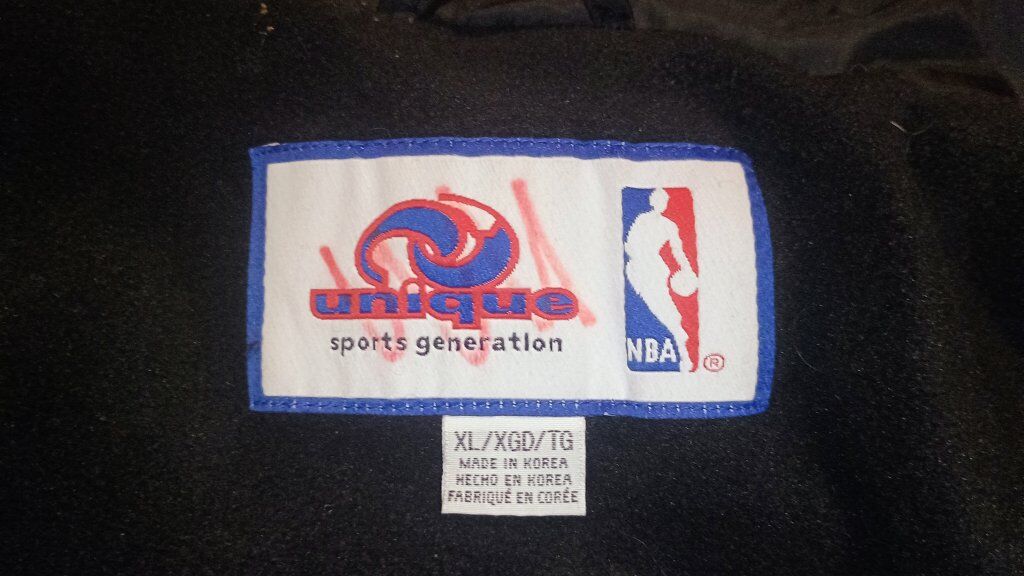 unique
sports generation
NBA
®
XL/XGD/TG
MADE IN KOREA
HECHO EN KOREA
FABRIQUÉ EN CORÉE